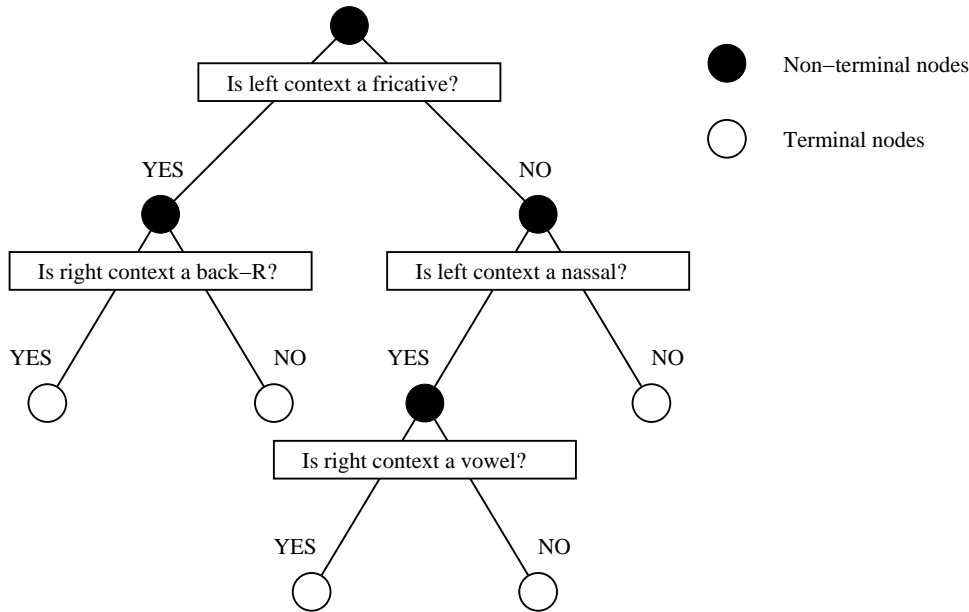 Is left context a fricative?
Non−terminal nodes
Terminal nodes
YES
NO
Is right context a back−R?
Is left context a nassal?
YES
NO
YES
NO
Is right context a vowel?
YES
NO